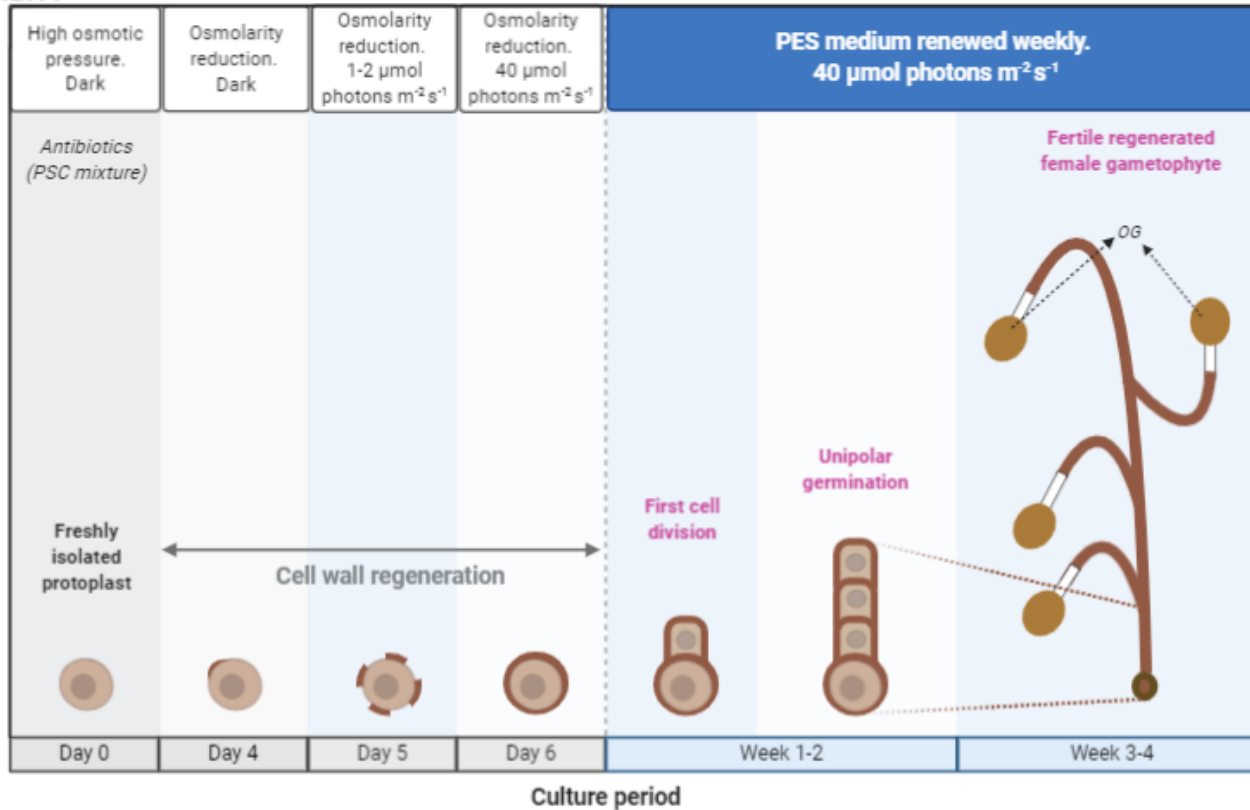 High osmotic
pressure.
Dark
Osmolarity
reduction.
Dark
Osmolarity
reduction.
1-2 µmol
photons m⁻² s⁻¹
Osmolarity
reduction.
40 µmol
photons m⁻² s⁻¹
PES medium renewed weekly.
40 µmol photons m⁻² s⁻¹
Antibiotics
(PSC mixture)
Fertile regenerated
female gametophyte
OG
Unipolar
germination
First cell
division
Freshly
isolated
protoplast
Cell wall regeneration
Day 0
Day 4
Day 5
Day 6
Week 1-2
Week 3-4
Culture period